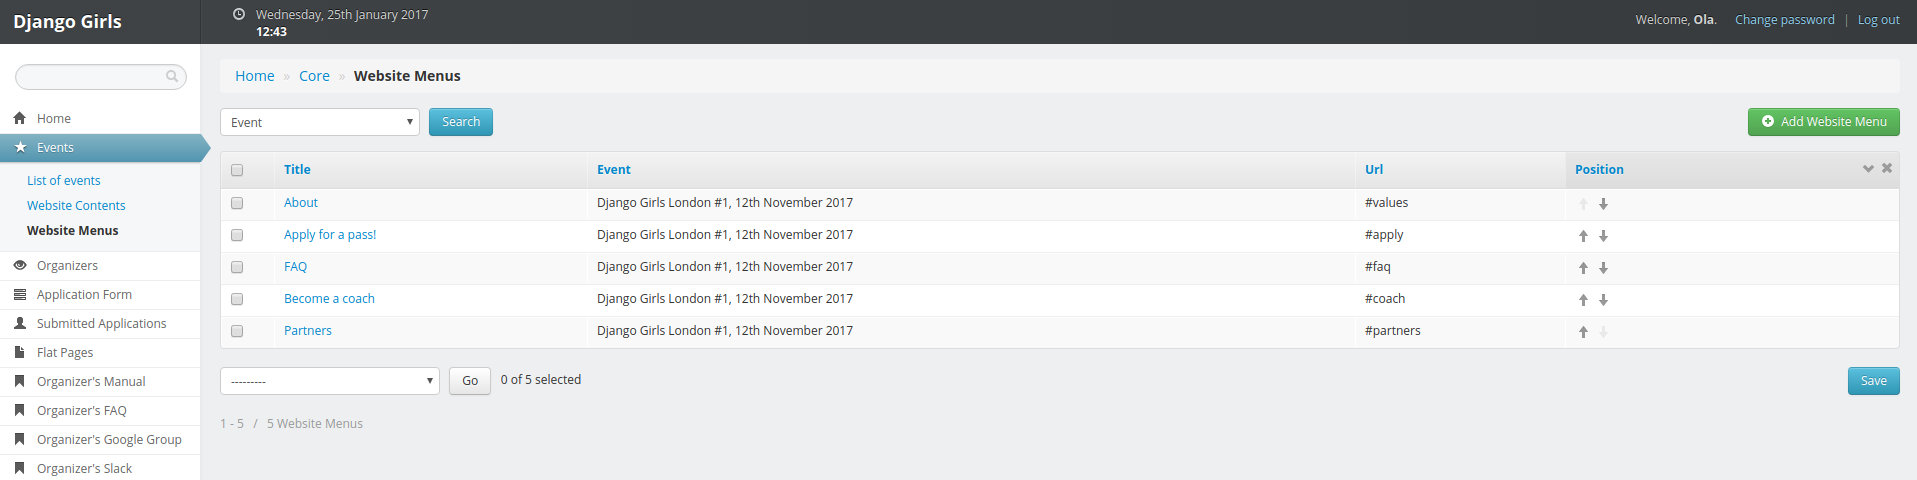 Django Girls
Wednesday, 25th January 2017
12:43
Welcome, Ola. Change password | Log out
Home
Events
List of events
Website Contents
Website Menus
Organizers
Application Form
Submitted Applications
Flat Pages
Organizer's Manual
Organizer's FAQ
Organizer's Google Group
Organizer's Slack
Home » Core » Website Menus
Event Search Add Website Menu
Title Event Url Position
About Django Girls London #1, 12th November 2017 #values
Apply for a pass! Django Girls London #1, 12th November 2017 #apply
FAQ Django Girls London #1, 12th November 2017 #faq
Become a coach Django Girls London #1, 12th November 2017 #coach
Partners Django Girls London #1, 12th November 2017 #partners
--------- Go 0 of 5 selected Save
1 - 5 / 5 Website Menus